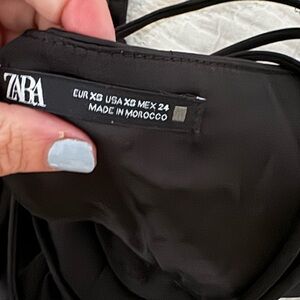 ZARA
EUR XS USA XS MEX 24
MADE IN MOROCCO